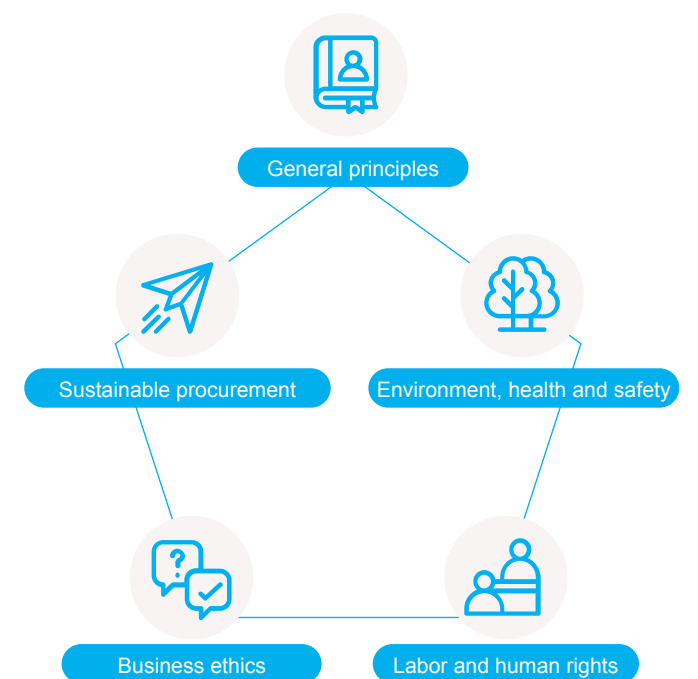 General principles
Sustainable procurement
Environment, health and safety
Business ethics
Labor and human rights